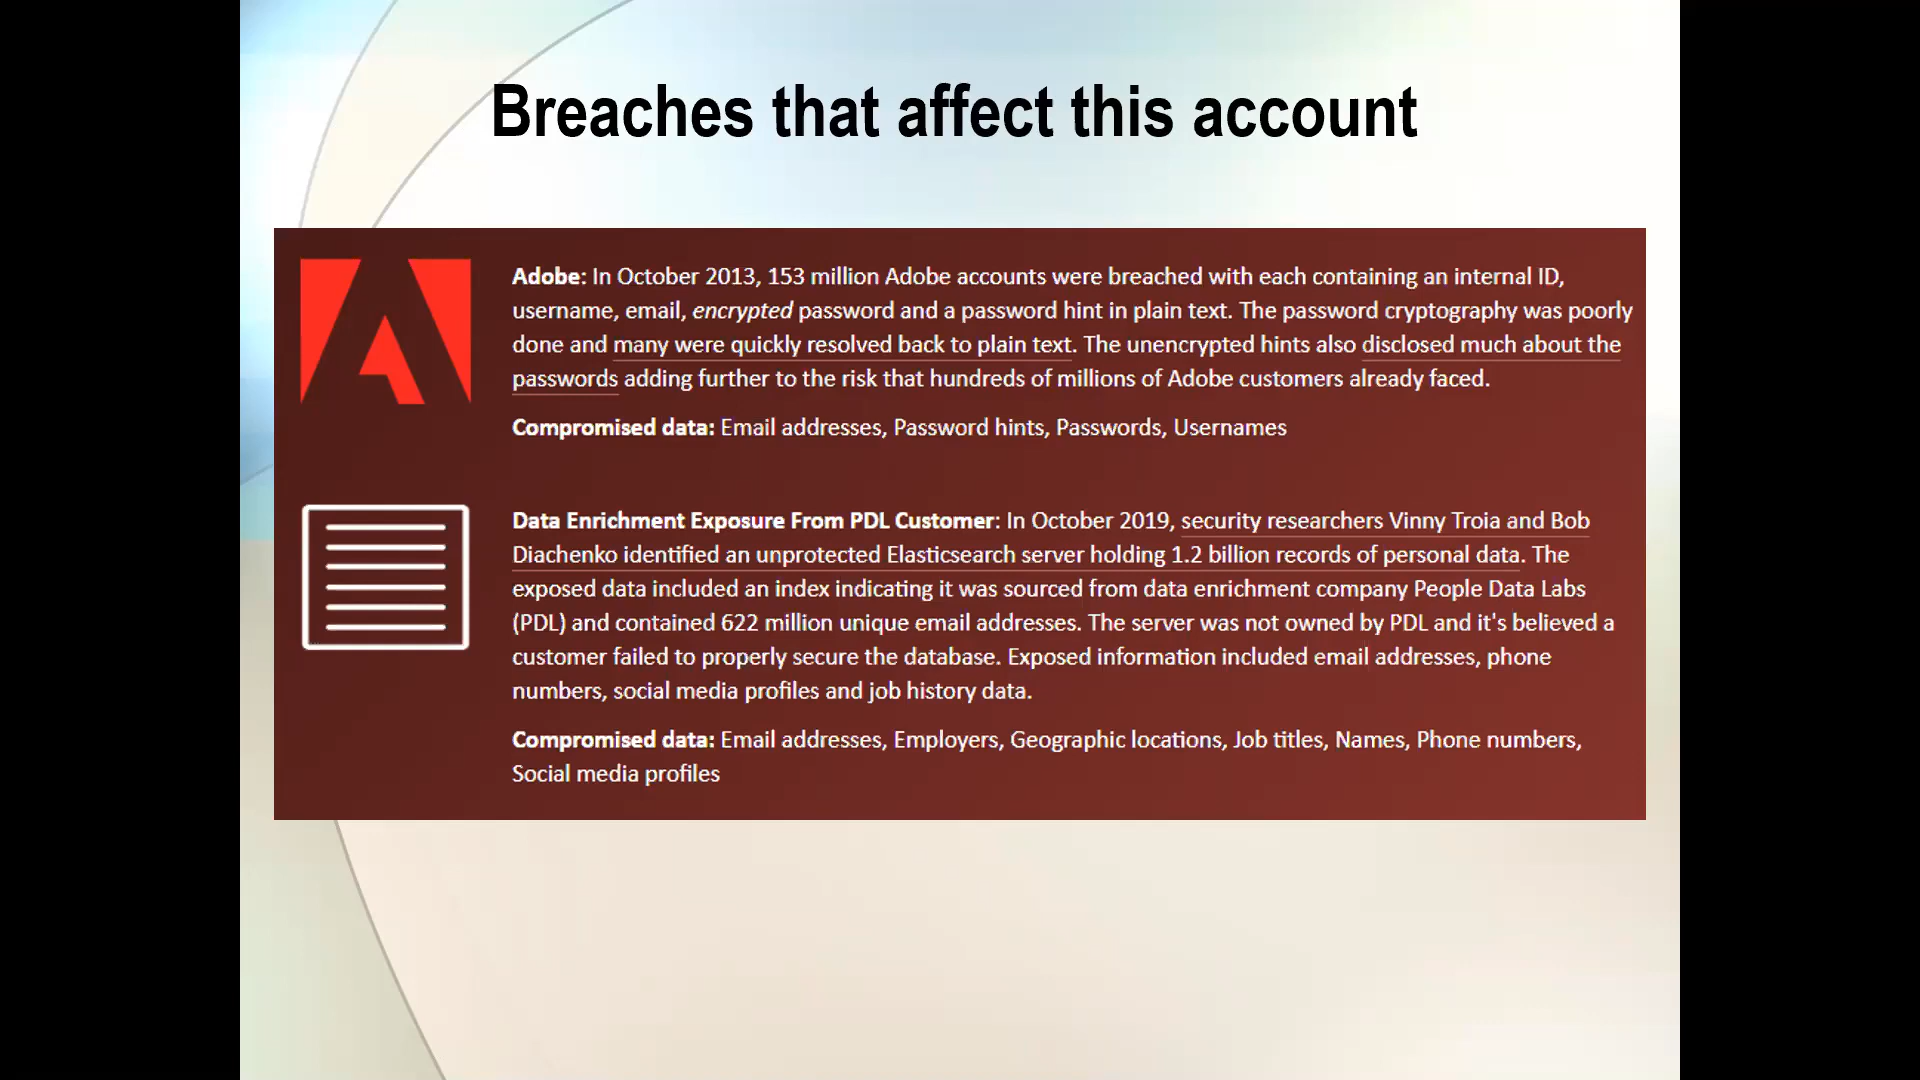 Breaches that affect this account
Adobe: In October 2013, 153 million Adobe accounts were breached with each containing an internal ID,
username, email, encrypted password and a password hint in plain text. The password cryptography was poorly
done and many were quickly resolved back to plain text. The unencrypted hints also disclosed much about the
passwords adding further to the risk that hundreds of millions of Adobe customers already faced.
Compromised data: Email addresses, Password hints, Passwords, Usernames
Data Enrichment Exposure From PDL Customer: In October 2019, security researchers Vinny Troia and Bob
Diachenko identified an unprotected Elasticsearch server holding 1.2 billion records of personal data. The
exposed data included an index indicating it was sourced from data enrichment company People Data Labs
(PDL) and contained 622 million unique email addresses. The server was not owned by PDL and it's believed a
customer failed to properly secure the database. Exposed information included email addresses, phone
numbers, social media profiles and job history data.
Compromised data: Email addresses, Employers, Geographic locations, Job titles, Names, Phone numbers,
Social media profiles